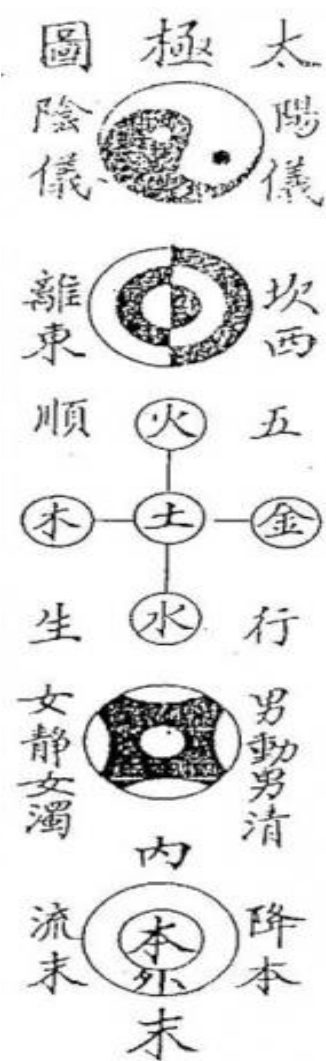 太極圖
陽儀
陰儀
坎西
離東
五行
順生
火
金
土
木
水
男動男清
女靜女濁
內
降本
流末
本
外
末